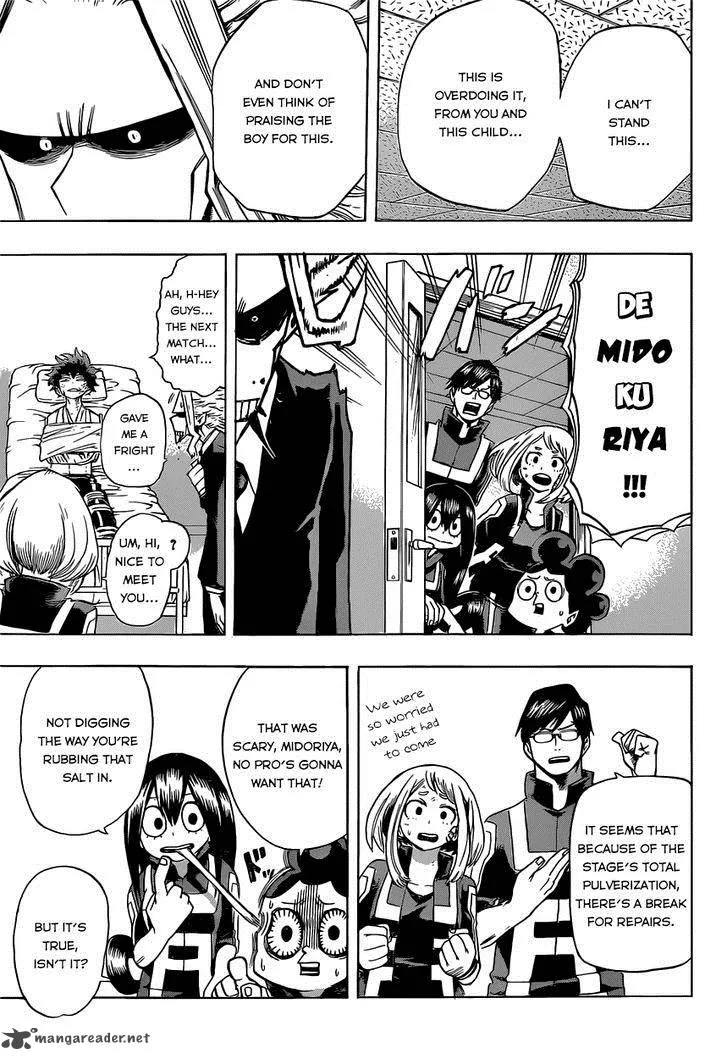 I CAN'T
STAND
THIS...
THIS IS
OVERDOING IT,
FROM YOU AND
THIS CHILD...
AND DON'T
EVEN THINK OF
PRAISING THE
BOY FOR THIS.
DE
MIDO
KU
RIYA
!!!
AH, H-HEY
GUYS...
THE NEXT
MATCH...
WHAT...
GAVE
ME A
FRIGHT
...
?
UM, HI,
NICE TO
MEET
YOU...
We were
so worried
we just had
to come
IT SEEMS THAT
BECAUSE OF THE
STAGE'S TOTAL
PULVERIZATION,
THERE'S A BREAK
FOR REPAIRS.
THAT WAS
SCARY, MIDORIYA,
NO PRO'S GONNA
WANT THAT!
ドッ
NOT DIGGING
THE WAY YOU'RE
RUBBING THAT
SALT IN.
BUT IT'S
TRUE,
ISN'T IT?
mangareader.net